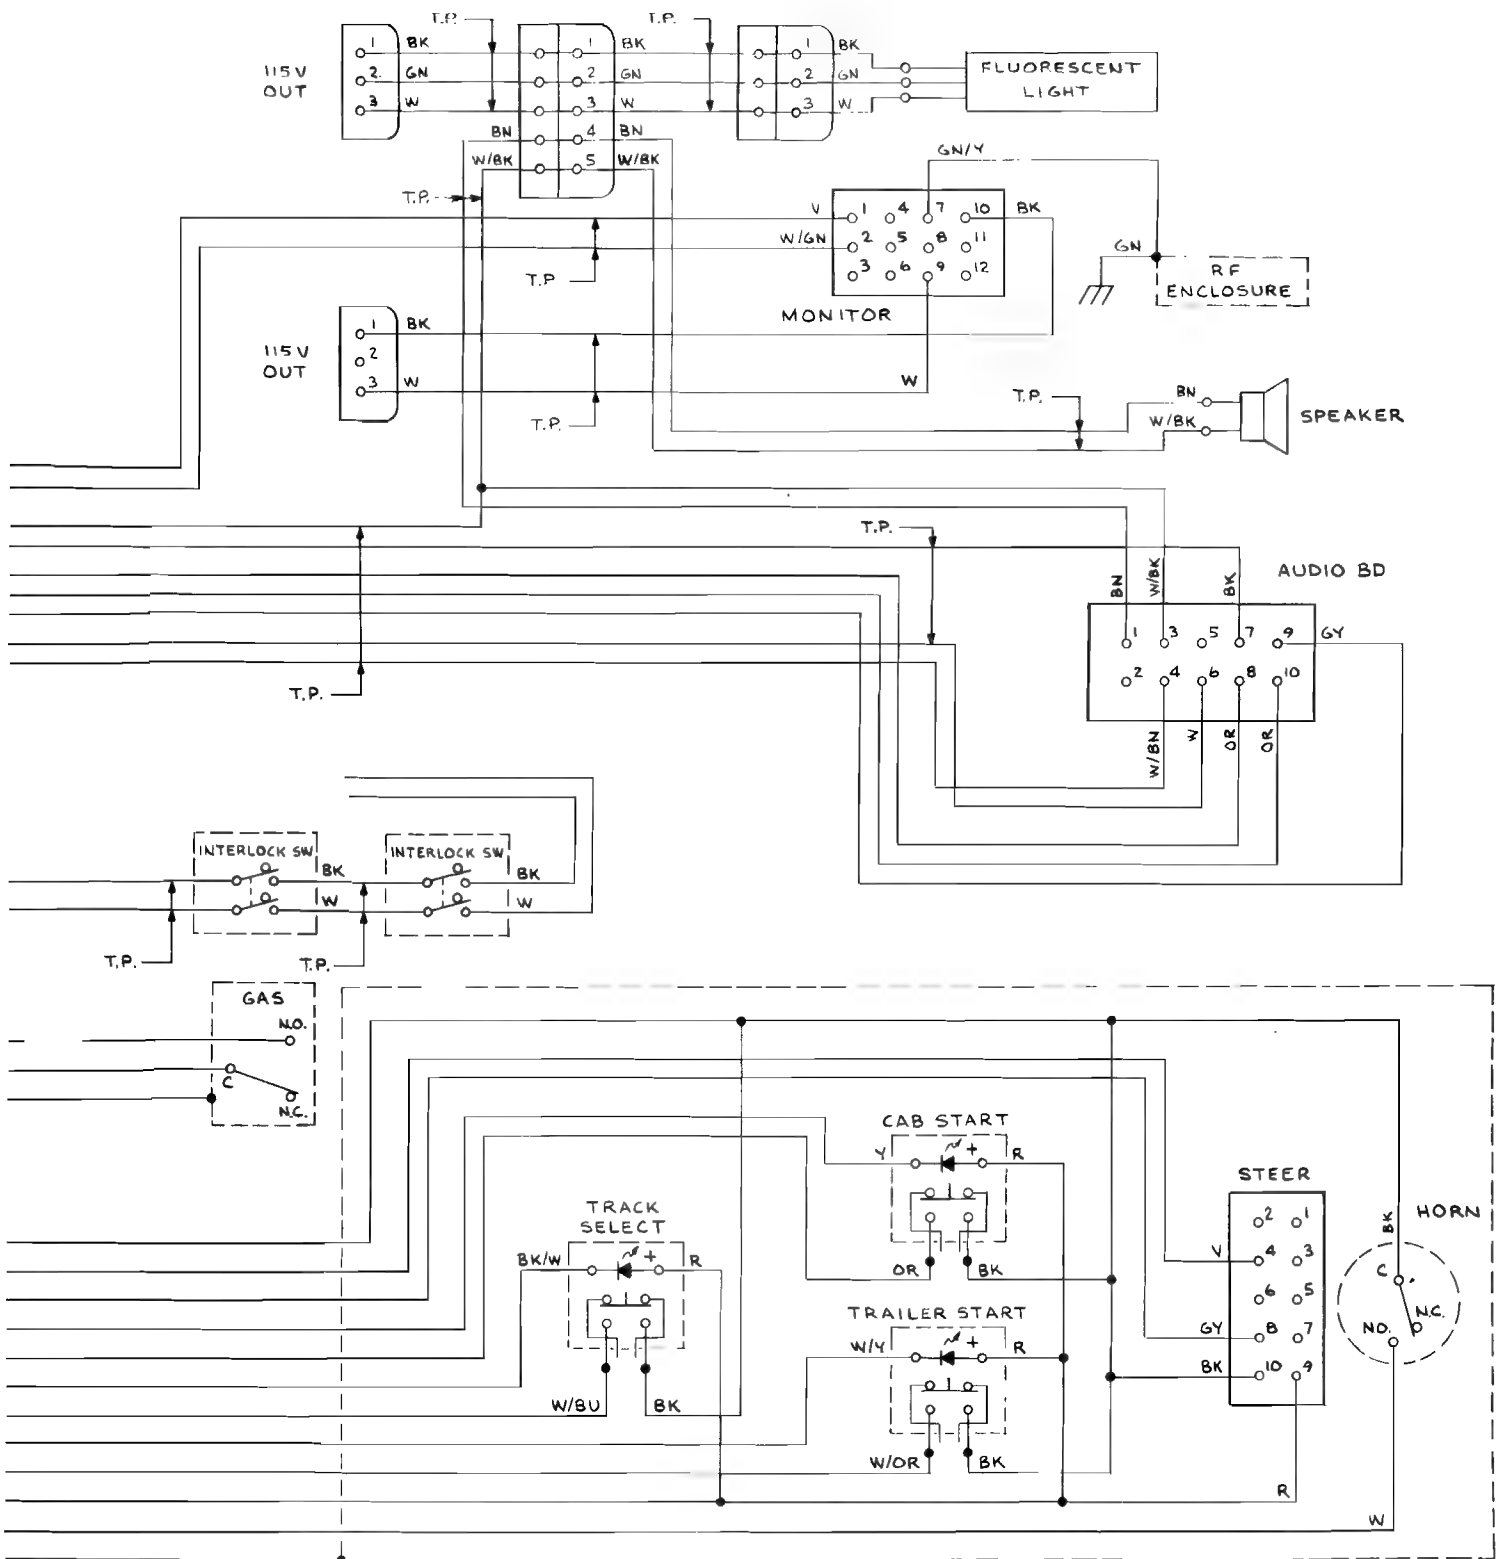 T.P. T.P.
115V OUT
1 BK
2 GN
3 W
1 BK
2 GN
3 W
BN 4 BN
W/BK 5 W/BK
1 BK
2 GN
3 W
FLUORESCENT
LIGHT
T.P.
GN/Y
V 1 4 7 10 BK
W/GN 2 5 8 11
3 6 9 12
MONITOR
T.P.
GN
RF
ENCLOSURE
115V OUT
1 BK
2
3 W
W
T.P.
T.P.
BN
W/BK
SPEAKER
T.P.
AUDIO BD
BN W/BK BK
1 3 5 7 9 GY
2 4 6 8 10
W/BN W OR OR
T.P.
INTERLOCK SW
BK
W
INTERLOCK SW
BK
W
T.P.
T.P.
GAS
N.O.
C
N.C.
CAB START
Y + R
OR BK
TRACK
SELECT
BK/W + R
W/BU BK
TRAILER START
W/Y + R
W/OR BK
STEER
2 1
V 4 3
6 5
GY 8 7
BK 10 9
R
BK
HORN
C
N.C.
N.O.
W